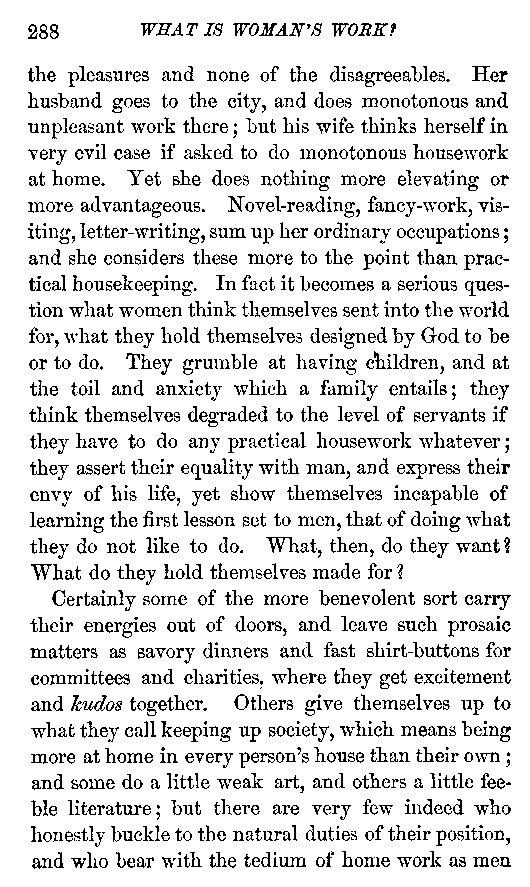 288 WHAT IS WOMAN'S WORK?
the pleasures and none of the disagreeables. Her
husband goes to the city, and does monotonous and
unpleasant work there; but his wife thinks herself in
very evil case if asked to do monotonous housework
at home. Yet she does nothing more elevating or
more advantageous. Novel-reading, fancy-work, vis-
iting, letter-writing, sum up her ordinary occupations;
and she considers these more to the point than prac-
tical housekeeping. In fact it becomes a serious ques-
tion what women think themselves sent into the world
for, what they hold themselves designed by God to be
or to do. They grumble at having children, and at
the toil and anxiety which a family entails; they
think themselves degraded to the level of servants if
they have to do any practical housework whatever;
they assert their equality with man, and express their
envy of his life, yet show themselves incapable of
learning the first lesson set to men, that of doing what
they do not like to do. What, then, do they want?
What do they hold themselves made for?
Certainly some of the more benevolent sort carry
their energies out of doors, and leave such prosaic
matters as savory dinners and fast shirt-buttons for
committees and charities, where they get excitement
and kudos together. Others give themselves up to
what they call keeping up society, which means being
more at home in every person's house than their own;
and some do a little weak art, and others a little fee-
ble literature; but there are very few indeed who
honestly buckle to the natural duties of their position,
and who bear with the tedium of home work as men